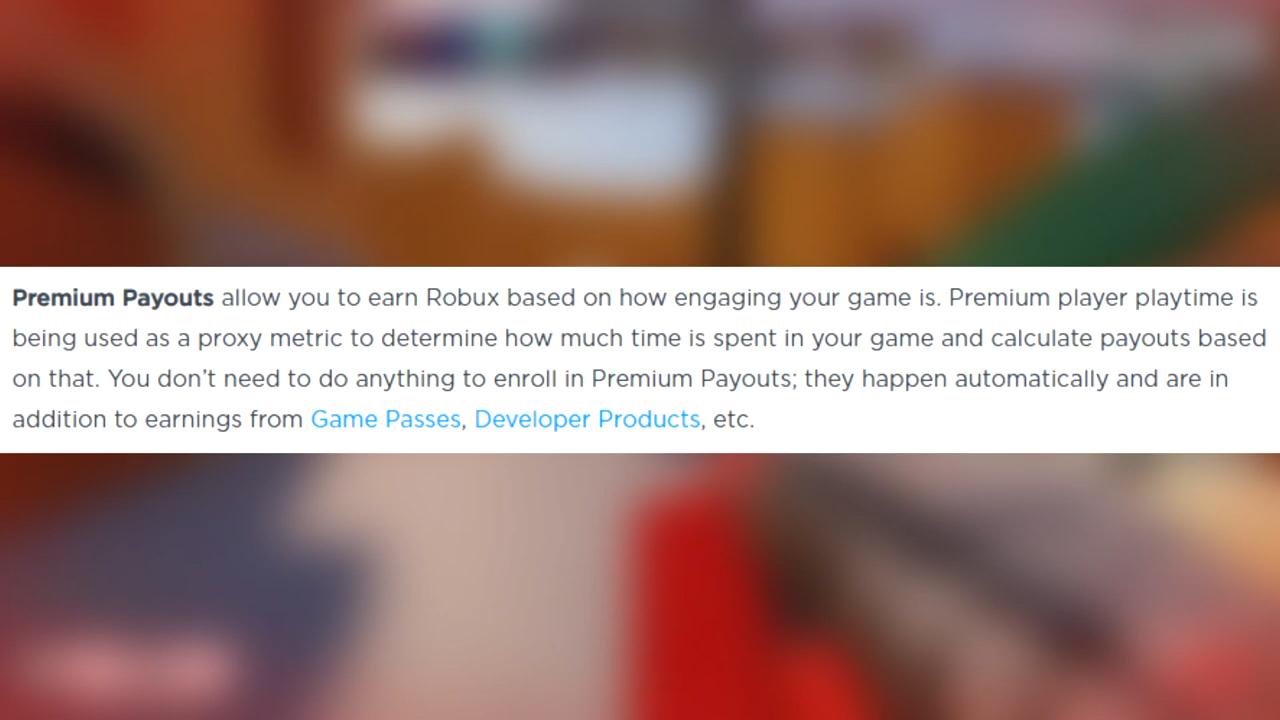 Premium Payouts allow you to earn Robux based on how engaging your game is. Premium player playtime is
being used as a proxy metric to determine how much time is spent in your game and calculate payouts based
on that. You don’t need to do anything to enroll in Premium Payouts; they happen automatically and are in
addition to earnings from Game Passes, Developer Products, etc.